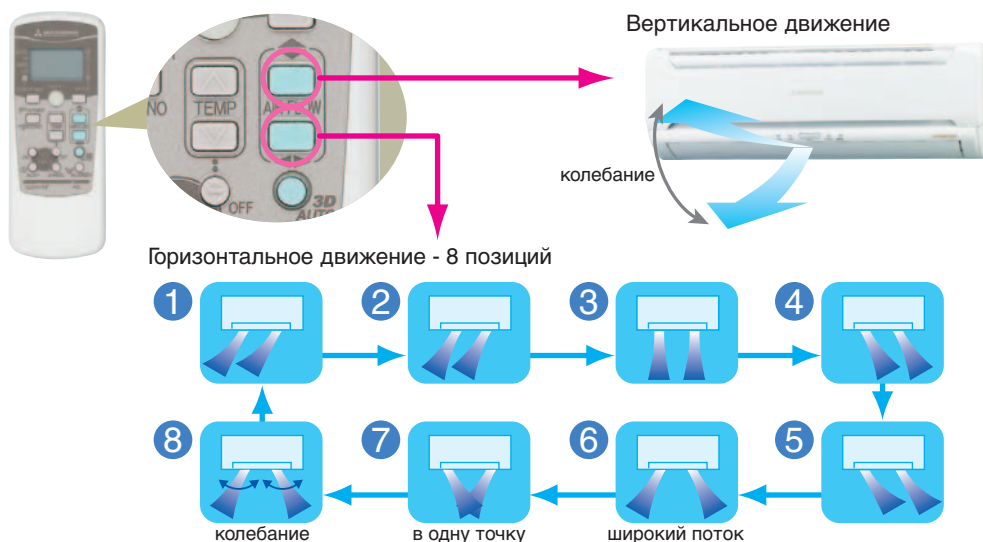 Вертикальное движение
NO
TEMP
AIR FLOW
колебание
OFF
3D
AUTO
Горизонтальное движение - 8 позиций
1
2
3
4
8
7
6
5
колебание
в одну точку
широкий поток